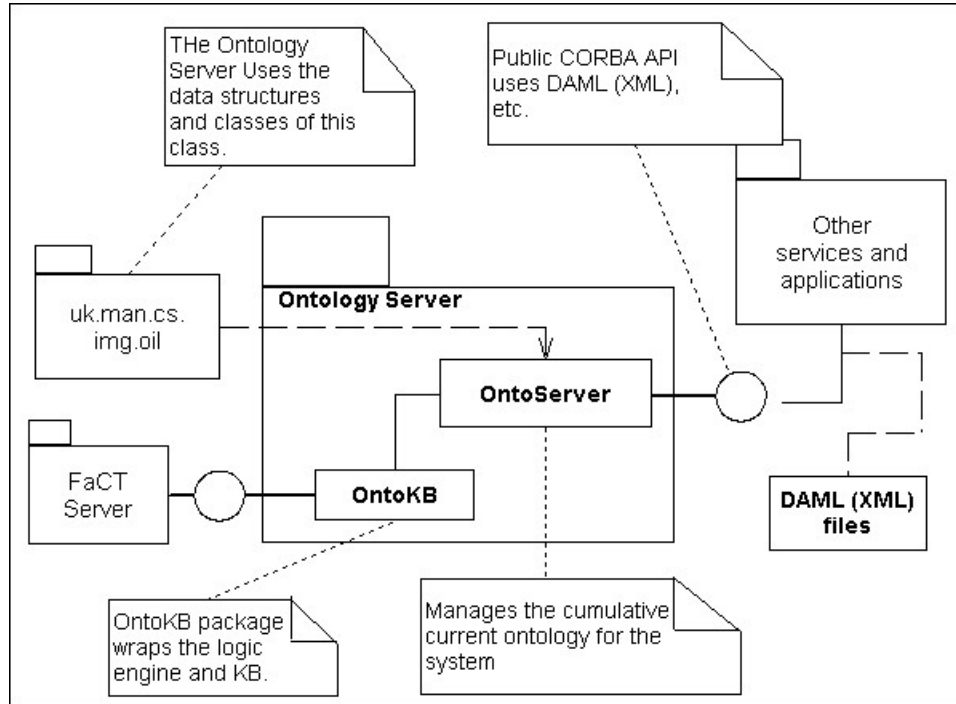 THe Ontology
Server Uses the
data structures
and classes of this
class.
Public CORBA API
uses DAML (XML),
etc.
Other
services and
applications
Ontology Server
uk.man.cs.
img.oil
OntoServer
FaCT
Server
OntoKB
DAML (XML)
files
OntoKB package
wraps the logic
engine and KB.
Manages the cumulative
current ontology for the
system